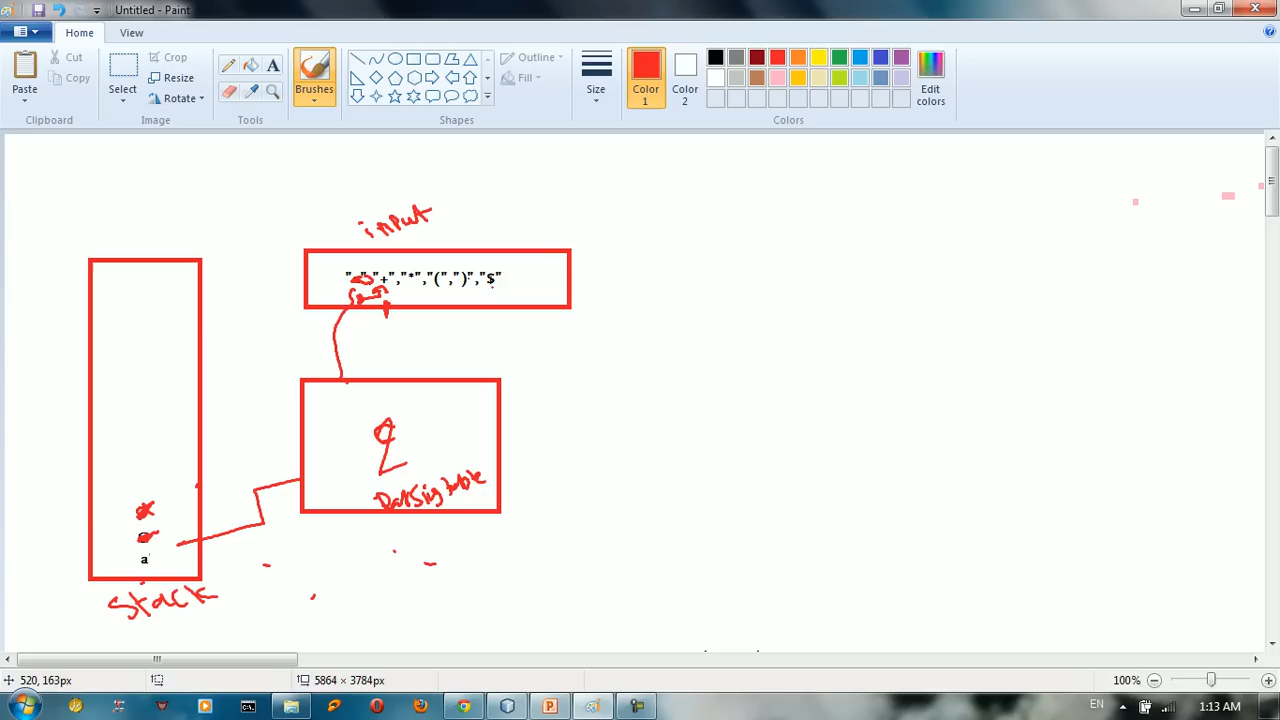 Untitled - Paint
Home View
Paste
Cut
Copy
Clipboard
Select
Crop
Resize
Rotate
Image
A
Tools
Brushes
Outline
Fill
Shapes
Size
Color 1
Color 2
Edit colors
Colors
input
"+","*","(",")","$"
table
a
Stack
520, 163px
5864 × 3784px
100%
EN
1:13 AM